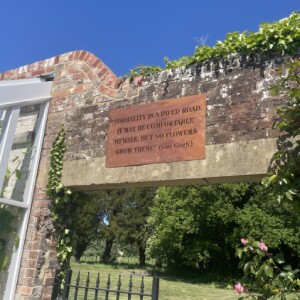 "NORMALITY IS A PAVED ROAD.
IT MAY BE COMFORTABLE
TO WALK, BUT NO FLOWERS
GROW THERE" (Van Gogh)